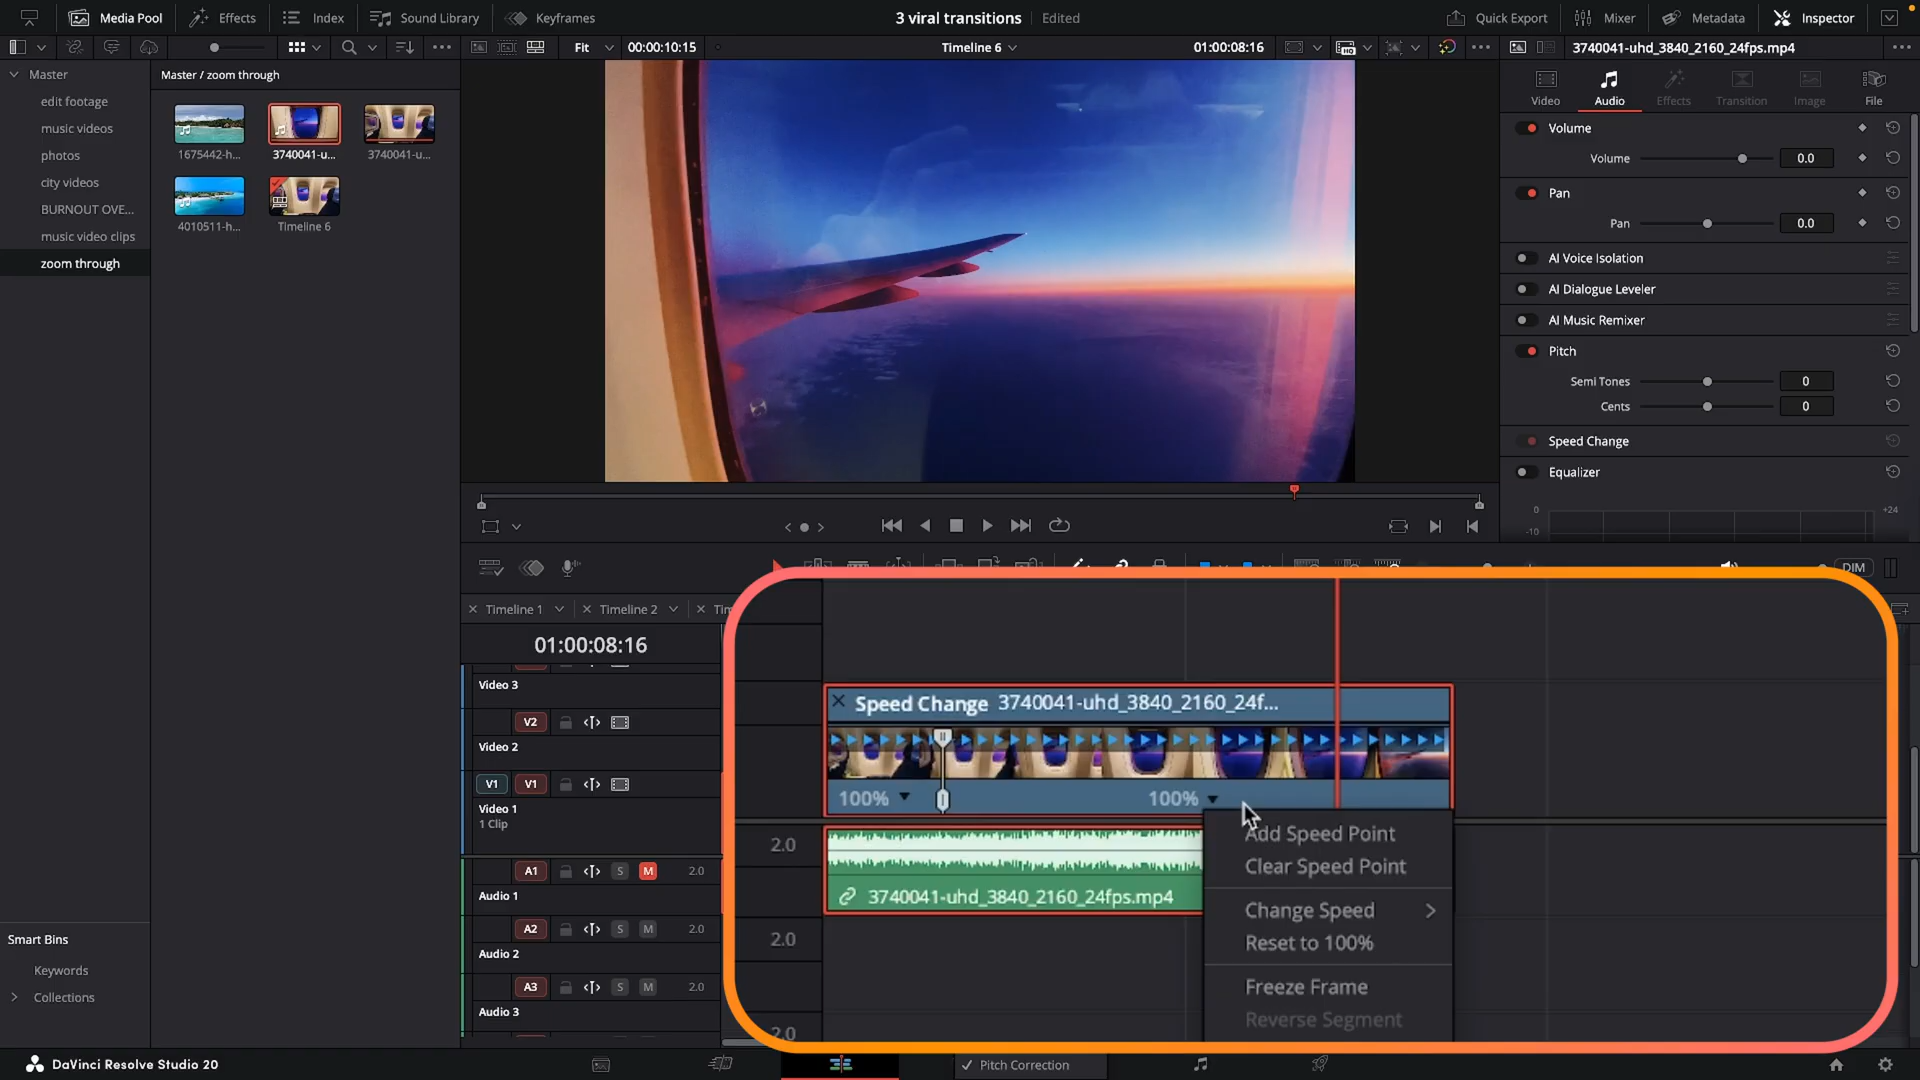 Media Pool
Effects
Index
Sound Library
Keyframes
3 viral transitions
Edited
Quick Export
Mixer
Metadata
Inspector
Fit
00:00:10:15
Timeline 6
01:00:08:16
3740041-uhd_3840_2160_24fps.mp4
Master
Master / zoom through
edit footage
music videos
photos
city videos
BURNOUT OVE...
music video clips
zoom through
1675442-h...
3740041-u...
3740041-u...
4010511-h...
Timeline 6
Video
Audio
Effects
Transition
Image
File
Volume
Volume
0.0
Pan
Pan
0.0
AI Voice Isolation
AI Dialogue Leveler
AI Music Remixer
Pitch
Semi Tones
0
Cents
0
Speed Change
Equalizer
0
+24
-10
DIM
Timeline 1
Timeline 2
01:00:08:16
Video 3
V2
Video 2
V1
V1
Video 1
1 Clip
A1
S
M
2.0
Audio 1
A2
S
M
2.0
Audio 2
A3
S
M
2.0
Audio 3
Speed Change 3740041-uhd_3840_2160_24f...
100%
100%
2.0
3740041-uhd_3840_2160_24fps.mp4
2.0
2.0
Add Speed Point
Clear Speed Point
Change Speed
Reset to 100%
Freeze Frame
Reverse Segment
Smart Bins
Keywords
Collections
DaVinci Resolve Studio 20
Pitch Correction